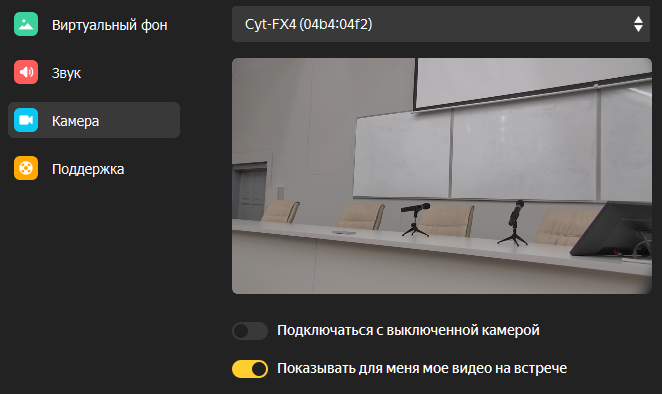 Виртуальный фон
Cyt-FX4 (04b4:04f2)
Звук
Камера
Поддержка
Подключаться с выключенной камерой
Показывать для меня мое видео на встрече